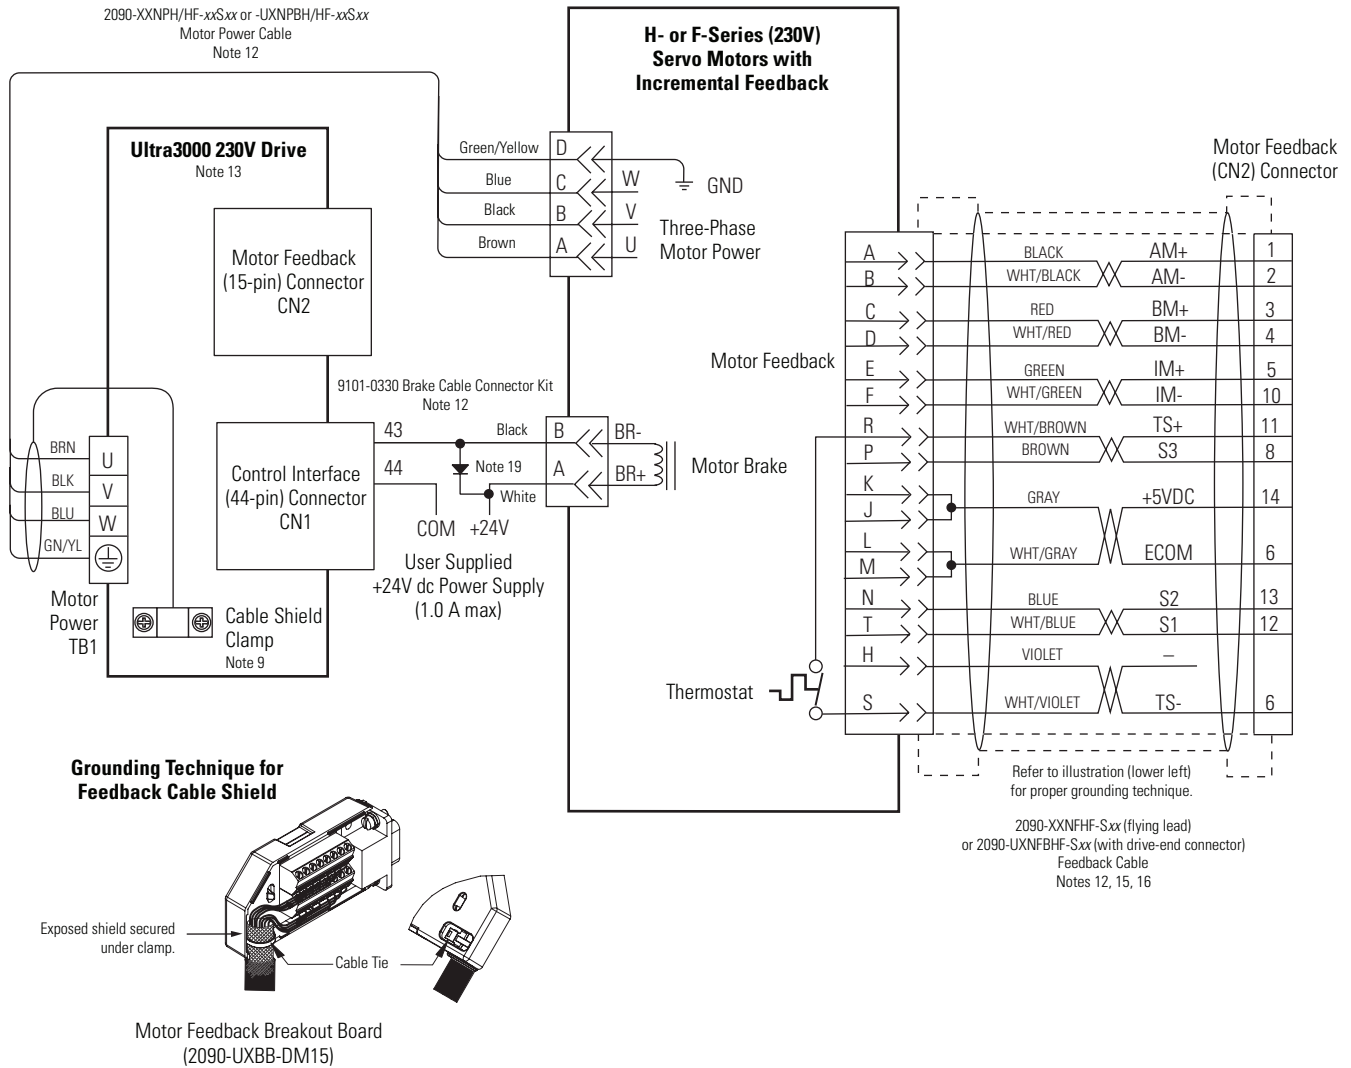 2090-XXNPH/HF-xxSxx or -UXNPBH/HF-xxSxx
Motor Power Cable
Note 12
H- or F-Series (230V)
Servo Motors with
Incremental Feedback
Ultra3000 230V Drive
Note 13
Motor Feedback
(15-pin) Connector
CN2
Green/Yellow D
Blue C W
Black B V
Brown A U
GND
Three-Phase
Motor Power
Motor Feedback
(CN2) Connector
A BLACK AM+ 1
B WHT/BLACK AM- 2
C RED BM+ 3
D WHT/RED BM- 4
E GREEN IM+ 5
F WHT/GREEN IM- 10
R WHT/BROWN TS+ 11
P BROWN S3 8
K
J
GRAY +5VDC 14
L
M
WHT/GRAY ECOM 6
N BLUE S2 13
T WHT/BLUE S1 12
H VIOLET –
S WHT/VIOLET TS- 6
Motor Feedback
9101-0330 Brake Cable Connector Kit
Note 12
Control Interface
(44-pin) Connector
CN1
43 Black B BR-
44 Note 19 A BR+
White
Motor Brake
COM +24V
User Supplied
+24V dc Power Supply
(1.0 A max)
BRN U
BLK V
BLU W
GN/YL
Motor
Power
TB1
Cable Shield
Clamp
Note 9
Thermostat
Refer to illustration (lower left)
for proper grounding technique.
2090-XXNFHF-Sxx (flying lead)
or 2090-UXNFBHF-Sxx (with drive-end connector)
Feedback Cable
Notes 12, 15, 16
Grounding Technique for
Feedback Cable Shield
Exposed shield secured
under clamp.
Cable Tie
Motor Feedback Breakout Board
(2090-UXBB-DM15)